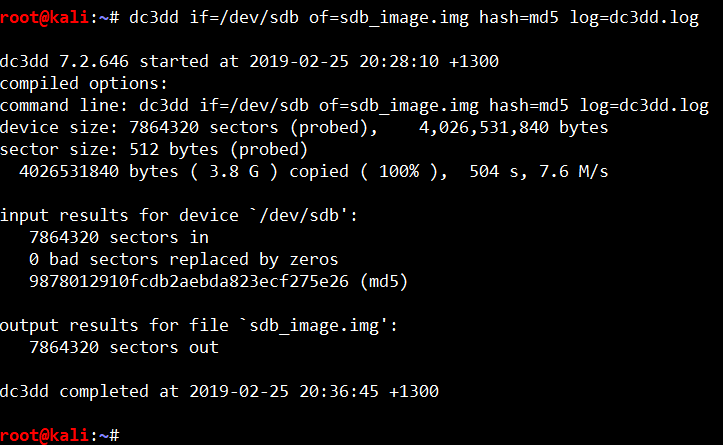 root@kali:~# dc3dd if=/dev/sdb of=sdb_image.img hash=md5 log=dc3dd.log
dc3dd 7.2.646 started at 2019-02-25 20:28:10 +1300
compiled options:
command line: dc3dd if=/dev/sdb of=sdb_image.img hash=md5 log=dc3dd.log
device size: 7864320 sectors (probed),    4,026,531,840 bytes
sector size: 512 bytes (probed)
  4026531840 bytes ( 3.8 G ) copied ( 100% ),  504 s, 7.6 M/s
input results for device `/dev/sdb':
   7864320 sectors in
   0 bad sectors replaced by zeros
   9878012910fcdb2aebda823ecf275e26 (md5)
output results for file `sdb_image.img':
   7864320 sectors out
dc3dd completed at 2019-02-25 20:36:45 +1300
root@kali:~#